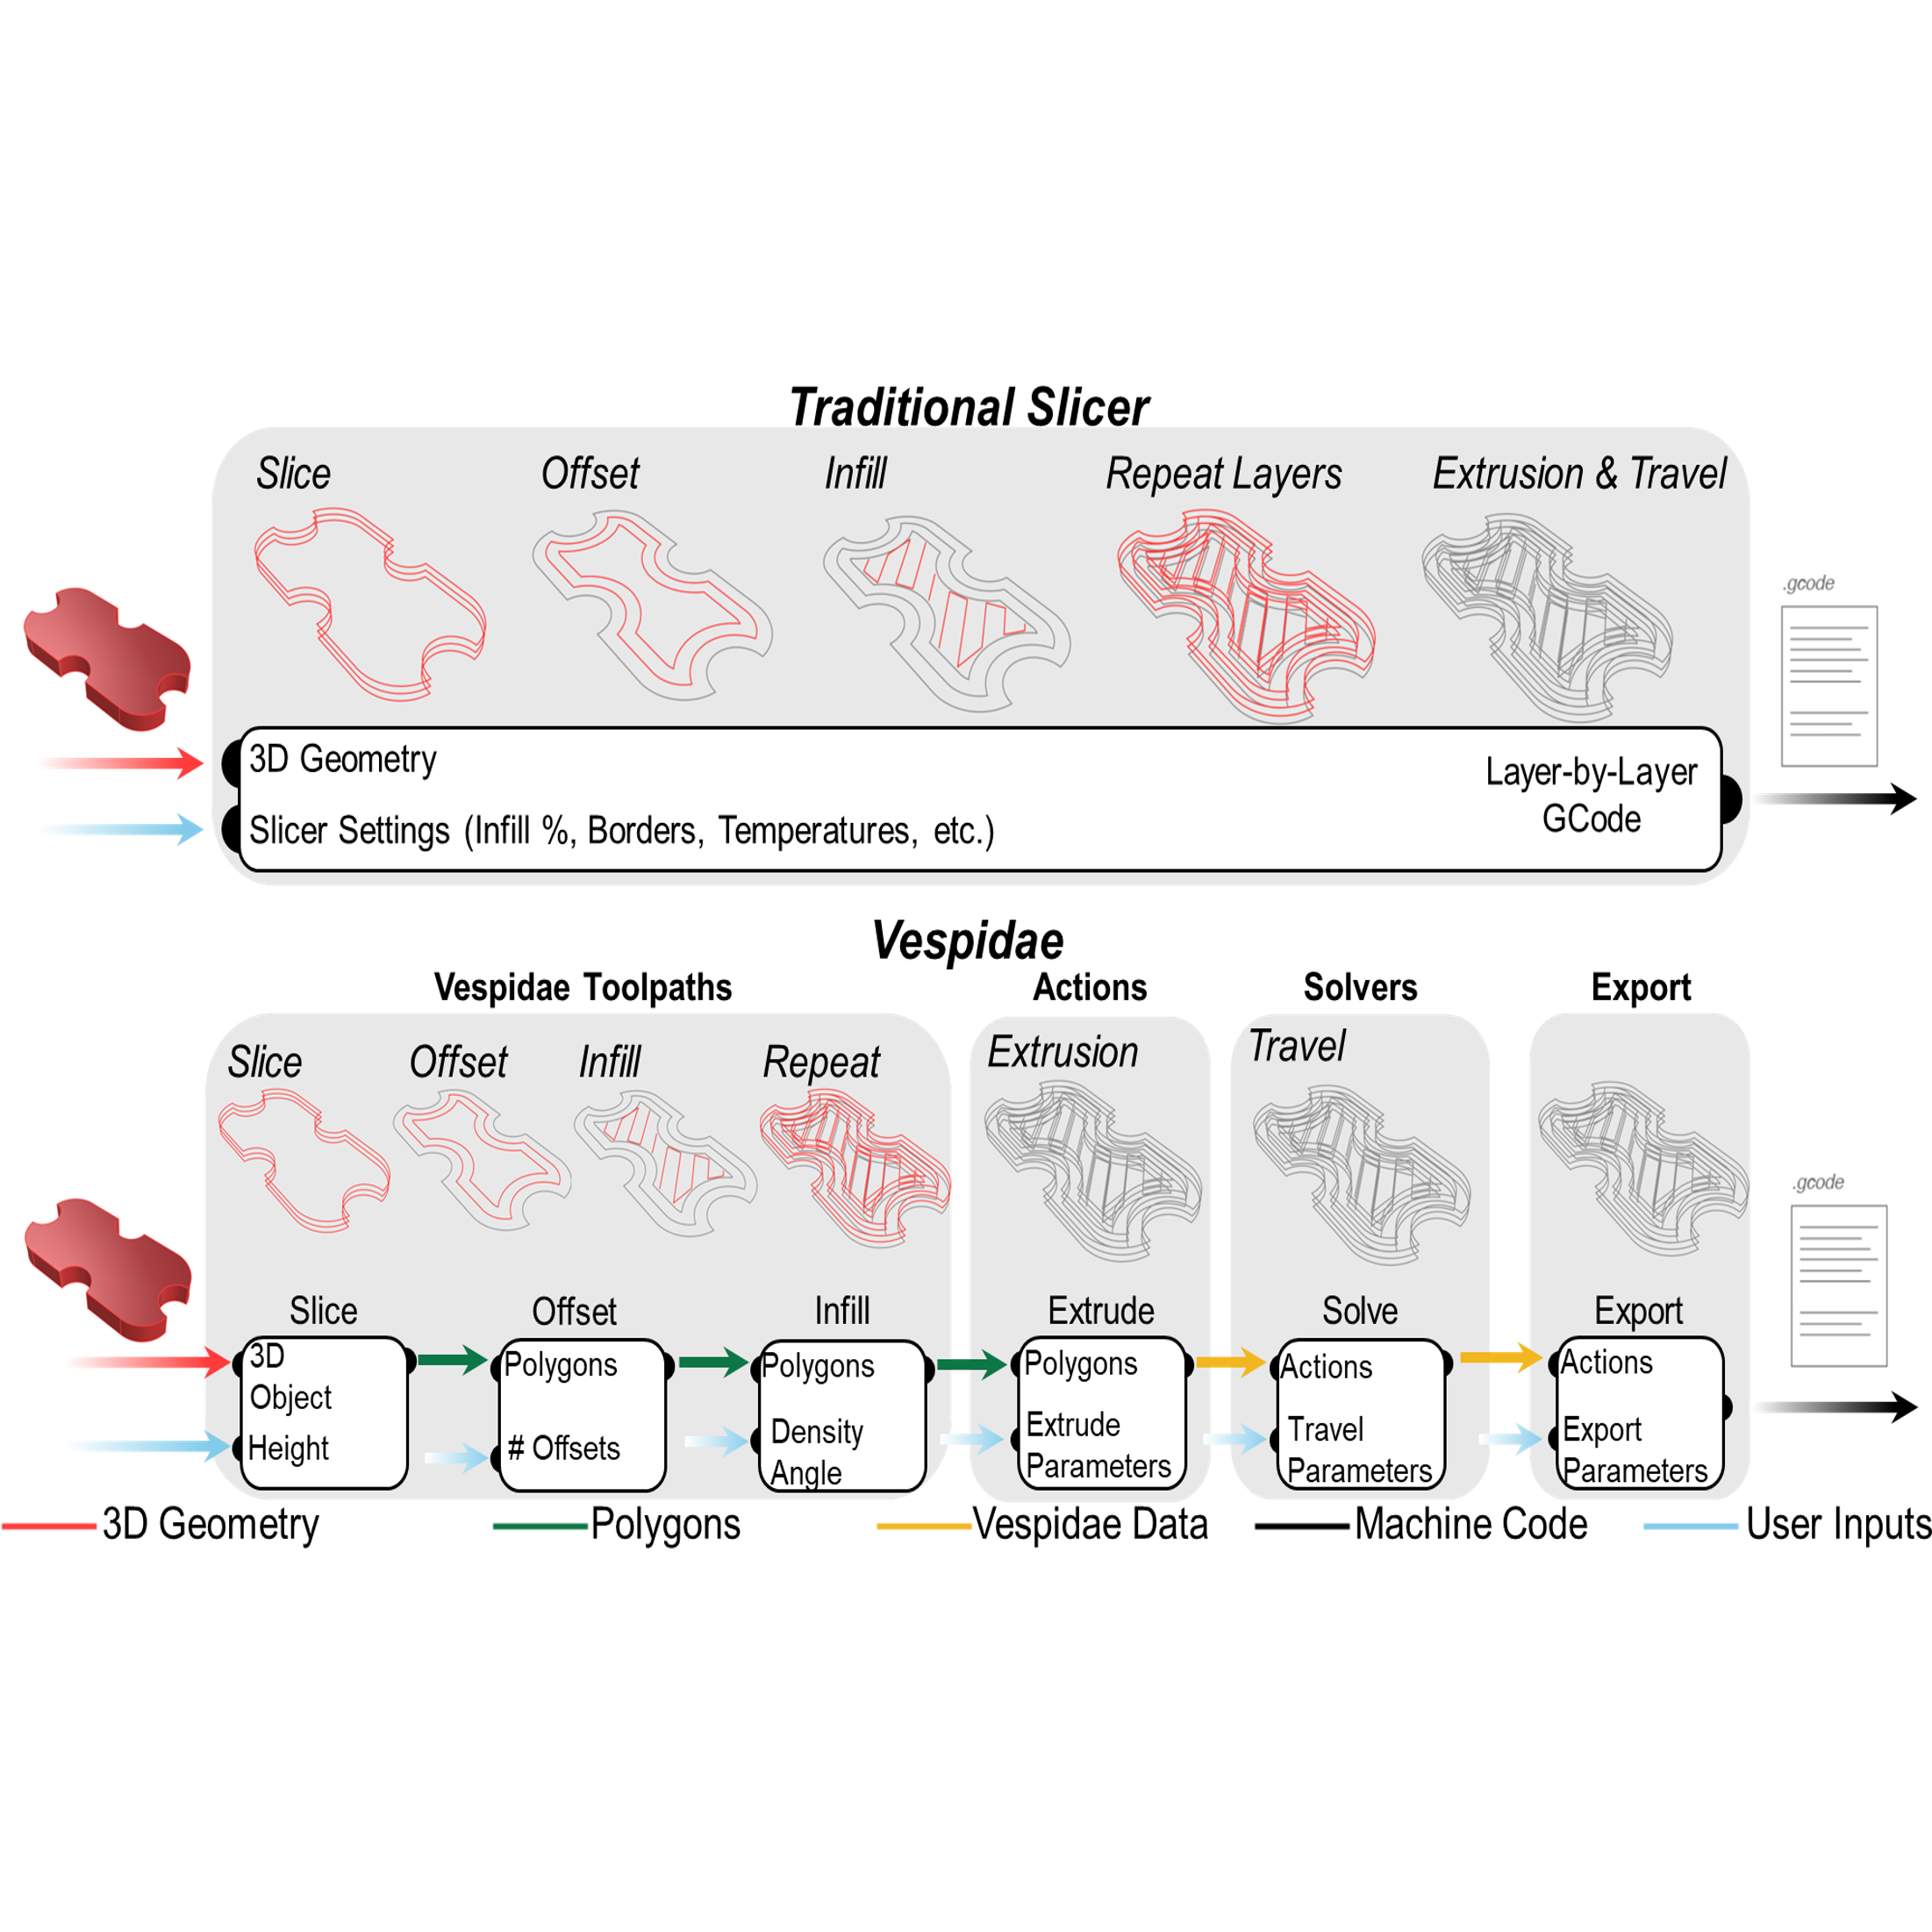 Traditional Slicer
Slice Offset Infill Repeat Layers Extrusion & Travel
.gcode
3D Geometry
Slicer Settings (Infill %, Borders, Temperatures, etc.)
Layer-by-Layer
GCode
Vespidae
Vespidae Toolpaths Actions Solvers Export
Slice Offset Infill Repeat Extrusion Travel
.gcode
Slice Offset Infill Extrude Solve Export
3D
Object
Height
Polygons
# Offsets
Polygons
Density
Angle
Polygons
Extrude
Parameters
Actions
Travel
Parameters
Actions
Export
Parameters
3D Geometry Polygons Vespidae Data Machine Code User Inputs